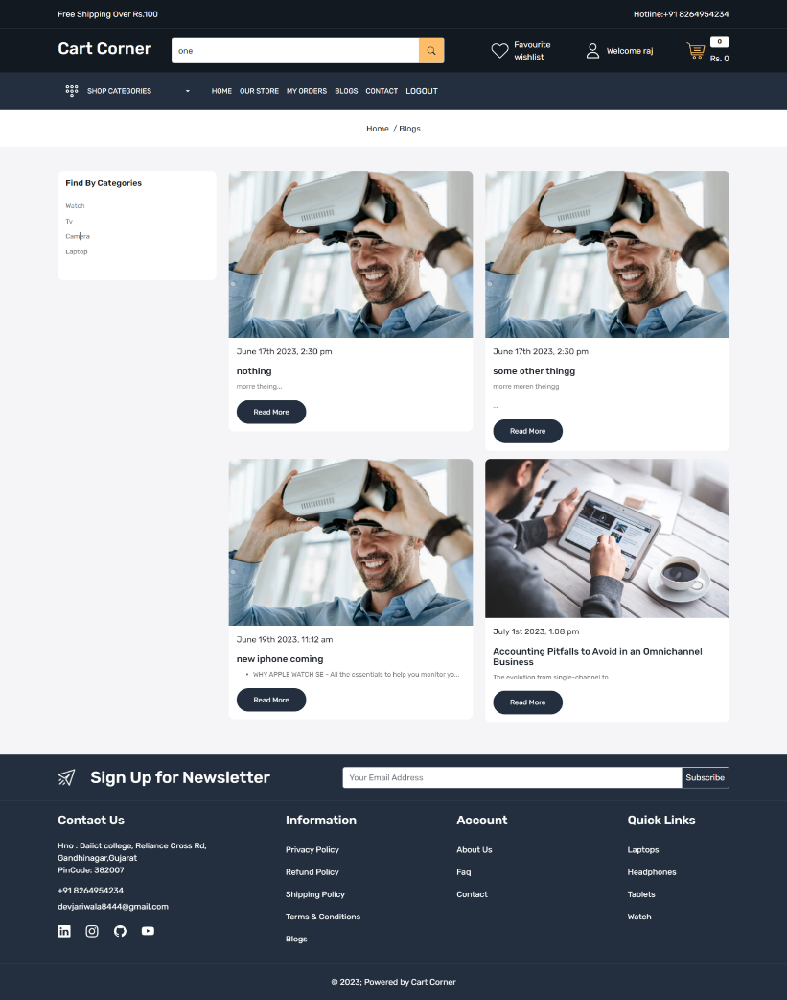 Free Shipping Over Rs.100
Hotline:+91 8264954234
Cart Corner
one
Favourite
wishlist
Welcome raj
0
Rs. 0
SHOP CATEGORIES
HOME OUR STORE MY ORDERS BLOGS CONTACT LOGOUT
Home / Blogs
Find By Categories
Watch
Tv
Camera
Laptop
June 17th 2023, 2:30 pm
nothing
morre theing...
Read More
June 17th 2023, 2:30 pm
some other thingg
morre moren theingg
...
Read More
June 19th 2023, 11:12 am
new iphone coming
• WHY APPLE WATCH SE - All the essentials to help you monitor yo...
Read More
July 1st 2023, 1:08 pm
Accounting Pitfalls to Avoid in an Omnichannel
Business
The evolution from single-channel to
Read More
Sign Up for Newsletter
Your Email Address
Subscribe
Contact Us
Hno : Daiict college, Reliance Cross Rd,
Gandhinagar,Gujarat
PinCode: 382007
+91 8264954234
devjariwala8444@gmail.com
Information
Privacy Policy
Refund Policy
Shipping Policy
Terms & Conditions
Blogs
Account
About Us
Faq
Contact
Quick Links
Laptops
Headphones
Tablets
Watch
© 2023; Powered by Cart Corner